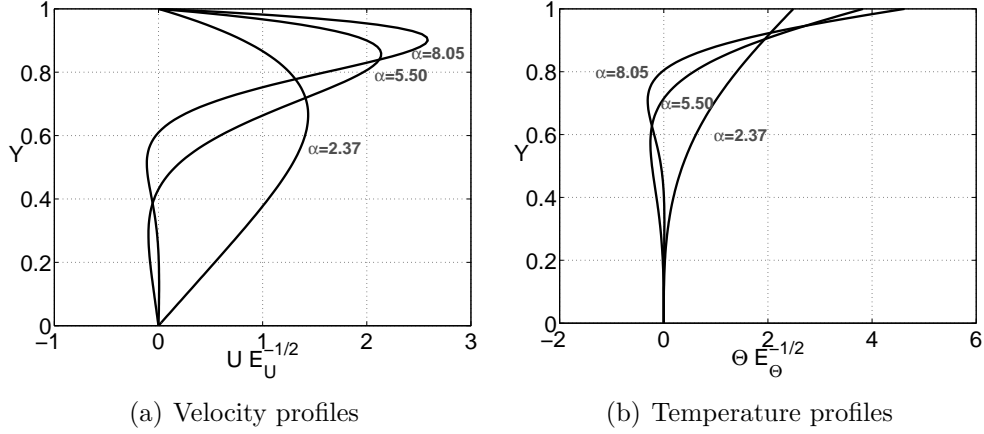 1
0.8
0.6
Y
0.4
0.2
0
−1
0
1
2
3
U E_U^{-1/2}
α=8.05
α=5.50
α=2.37
(a) Velocity profiles
1
0.8
0.6
Y
0.4
0.2
0
−2
0
2
4
6
Θ E_Θ^{-1/2}
α=8.05
α=5.50
α=2.37
(b) Temperature profiles